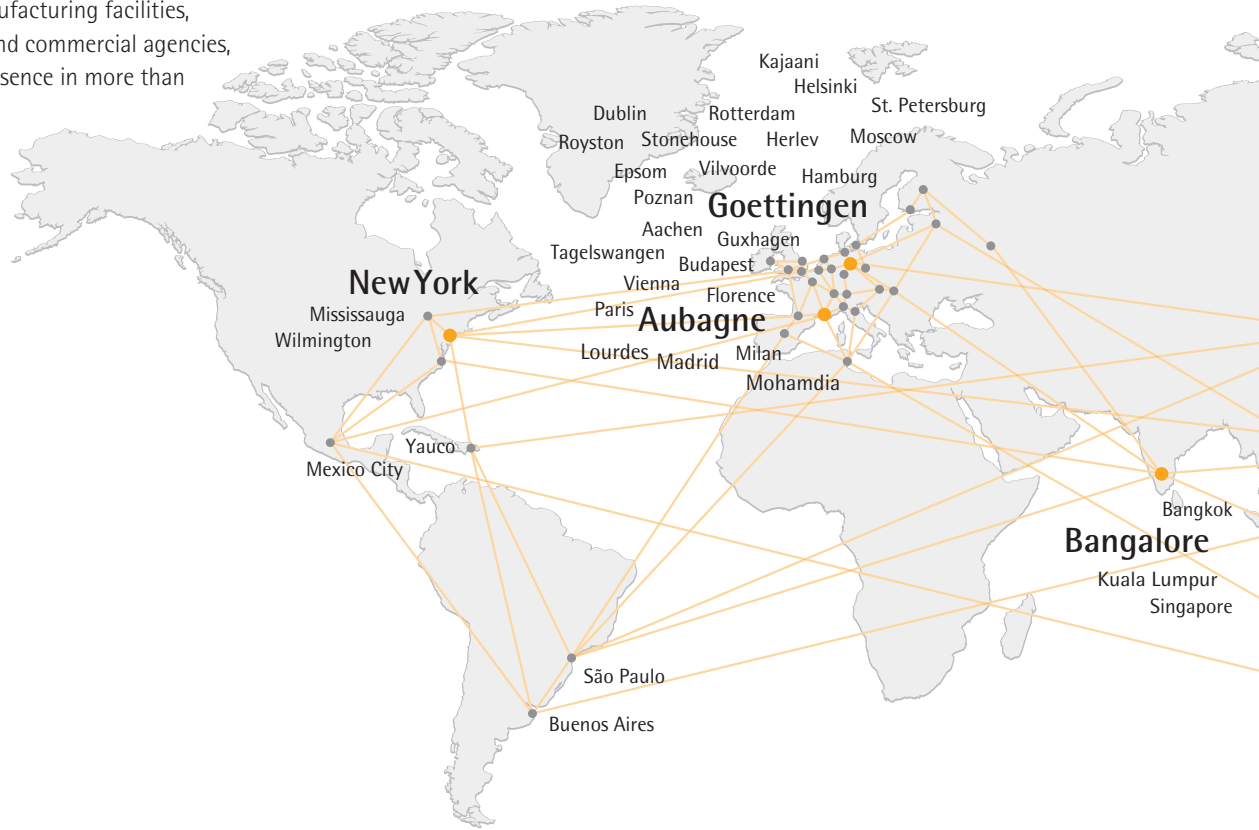 ufacturing facilities,
nd commercial agencies,
sence in more than
Kajaani
Helsinki
St. Petersburg
Dublin
Rotterdam
Royston
Stonehouse
Herlev
Moscow
Epsom
Vilvoorde
Hamburg
Poznan
Goettingen
Aachen
Guxhagen
Tagelswangen
Budapest
New York
Vienna
Florence
Mississauga
Paris
Aubagne
Wilmington
Lourdes
Madrid
Milan
Mohamdia
Yauco
Mexico City
Bangkok
Bangalore
Kuala Lumpur
Singapore
São Paulo
Buenos Aires